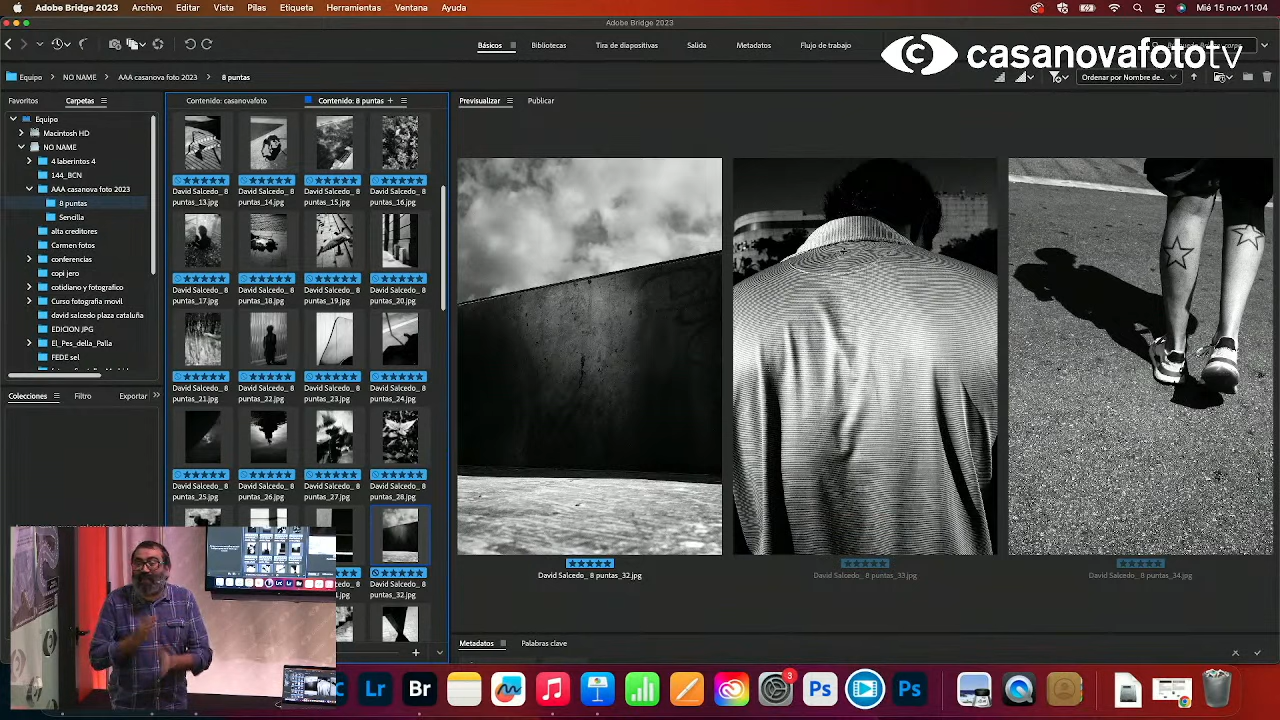 Adobe Bridge 2023 Archivo Editar Vista Pilas Etiqueta Herramientas Ventana Ayuda Mié 15 nov 11:04
Adobe Bridge 2023
Básicos Bibliotecas Tira de diapositivas Salida Metadatos Flujo de trabajo
casanovafoto tv
Equipo NO NAME AAA casanova foto 2023 8 puntas
Ordenar por Nombre de...
Favoritos Carpetas
Contenido: casanovafoto Contenido: 8 puntas
Previsualizar Publicar
Equipo
Macintosh HD
NO NAME
4 laberintos 4
144_BCN
AAA casanova foto 2023
8 puntas
Sencilla
alta creditores
Carmen fotos
conferencias
copi jero
cotidiano y fotografico
Curso fotografia movil
david salcedo plaza cataluña
EDICION JPG
El_Pes_della_Palla
FEDE sel
Colecciones Filtro Exportar
David Salcedo_ 8 puntas_13.jpg
David Salcedo_ 8 puntas_14.jpg
David Salcedo_ 8 puntas_15.jpg
David Salcedo_ 8 puntas_16.jpg
David Salcedo_ 8 puntas_17.jpg
David Salcedo_ 8 puntas_18.jpg
David Salcedo_ 8 puntas_19.jpg
David Salcedo_ 8 puntas_20.jpg
David Salcedo_ 8 puntas_21.jpg
David Salcedo_ 8 puntas_22.jpg
David Salcedo_ 8 puntas_23.jpg
David Salcedo_ 8 puntas_24.jpg
David Salcedo_ 8 puntas_25.jpg
David Salcedo_ 8 puntas_26.jpg
David Salcedo_ 8 puntas_27.jpg
David Salcedo_ 8 puntas_28.jpg
David Salcedo_ 8 puntas_32.jpg
David Salcedo_ 8 puntas_32.jpg
David Salcedo_ 8 puntas_33.jpg
David Salcedo_ 8 puntas_34.jpg
Metadatos Palabras clave
Lr Br 3 Ps Ps